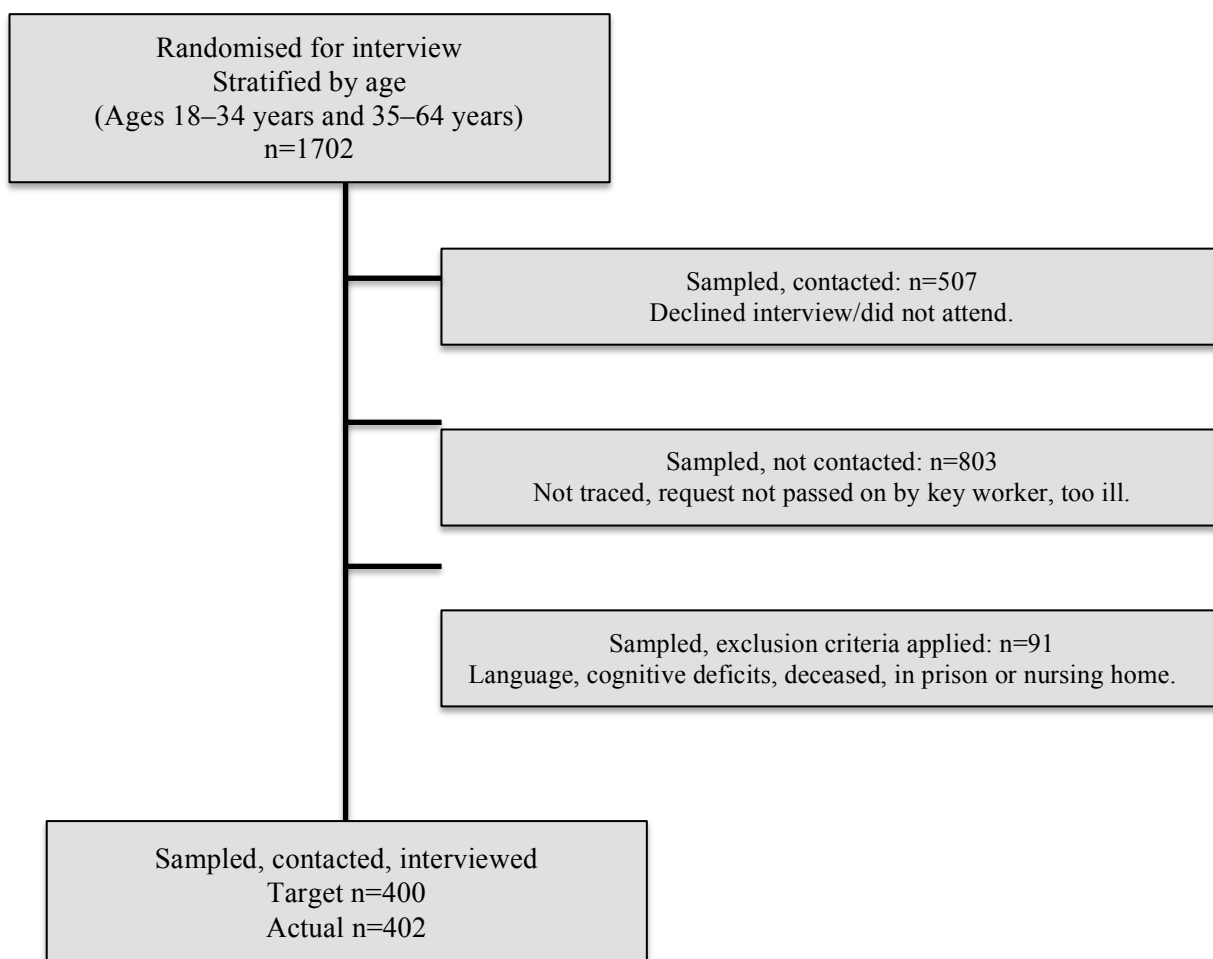 Randomised for interview
Stratified by age
(Ages 18–34 years and 35–64 years)
n=1702
Sampled, contacted: n=507
Declined interview/did not attend.
Sampled, not contacted: n=803
Not traced, request not passed on by key worker, too ill.
Sampled, exclusion criteria applied: n=91
Language, cognitive deficits, deceased, in prison or nursing home.
Sampled, contacted, interviewed
Target n=400
Actual n=402